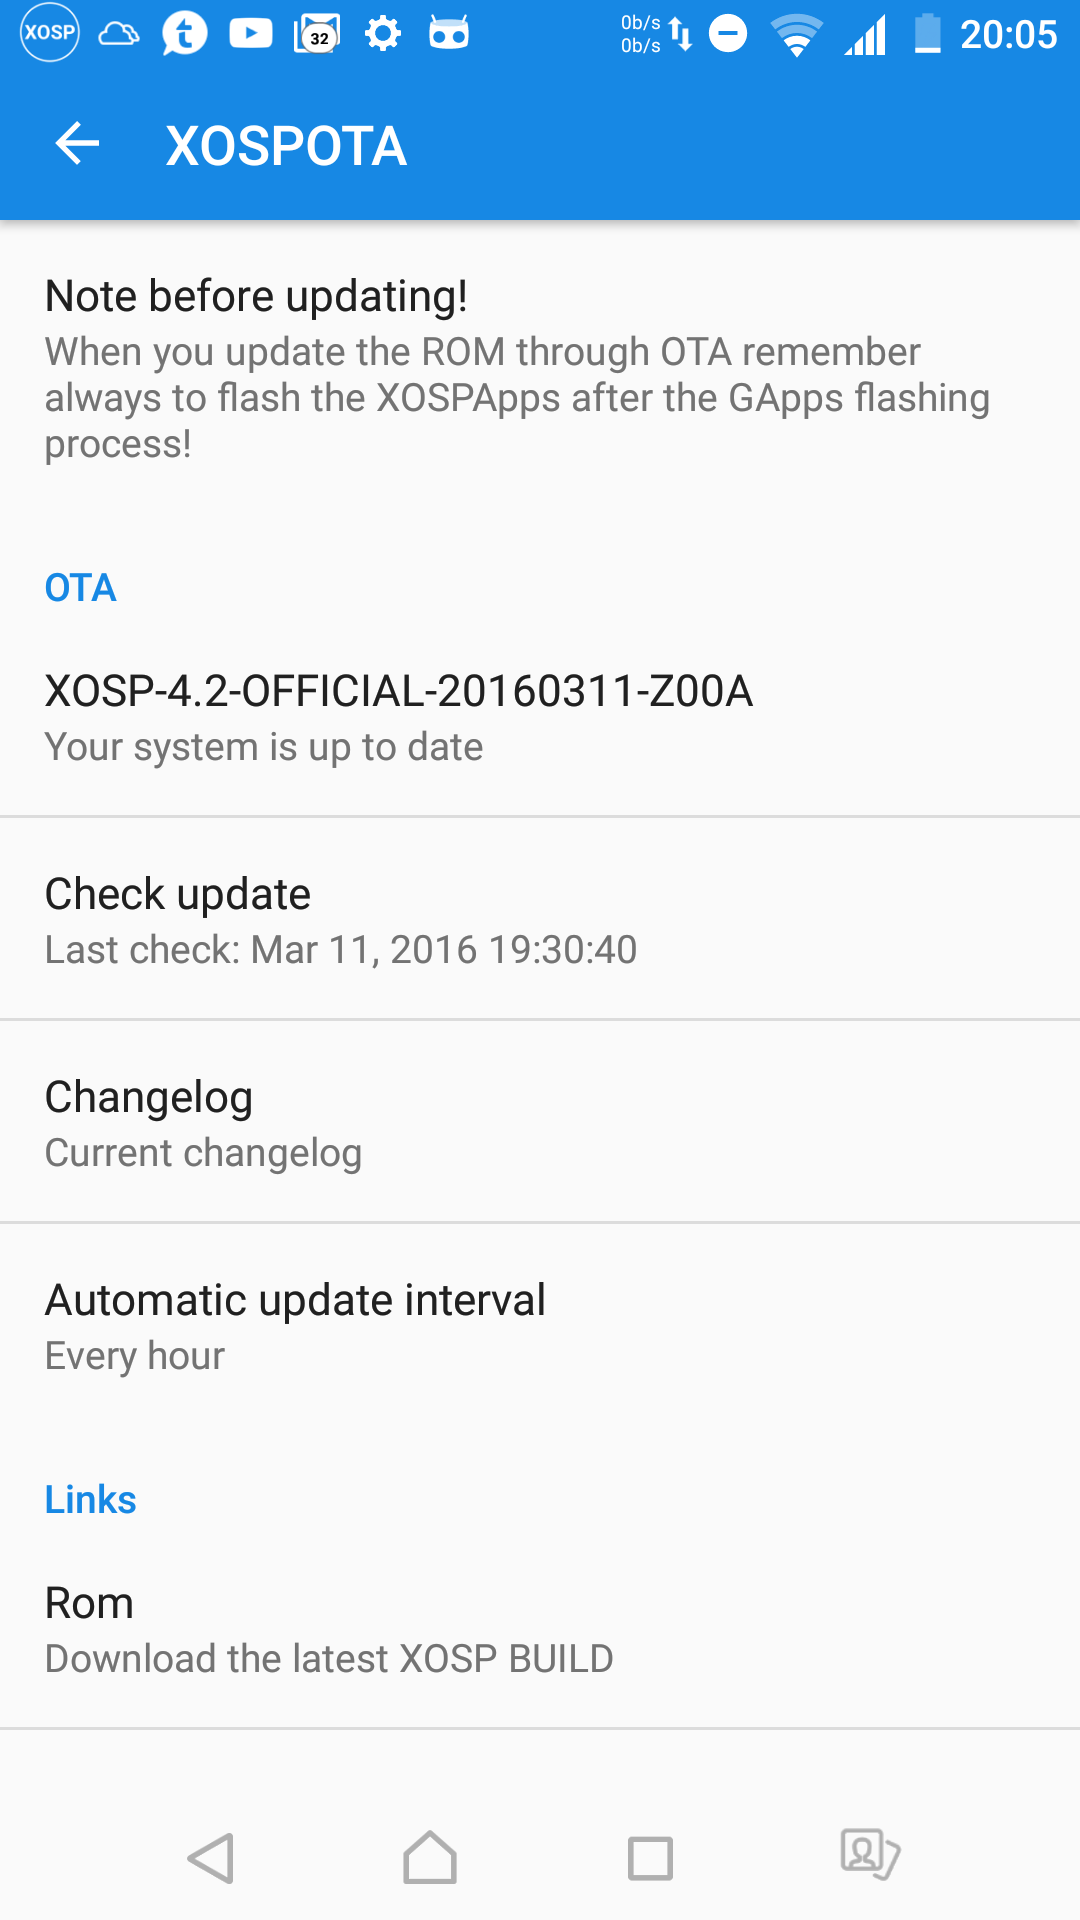 XOSP 32 0b/s 20:05
0b/s
XOSPOTA
Note before updating!
When you update the ROM through OTA remember
always to flash the XOSPApps after the GApps flashing
process!
OTA
XOSP-4.2-OFFICIAL-20160311-Z00A
Your system is up to date
Check update
Last check: Mar 11, 2016 19:30:40
Changelog
Current changelog
Automatic update interval
Every hour
Links
Rom
Download the latest XOSP BUILD